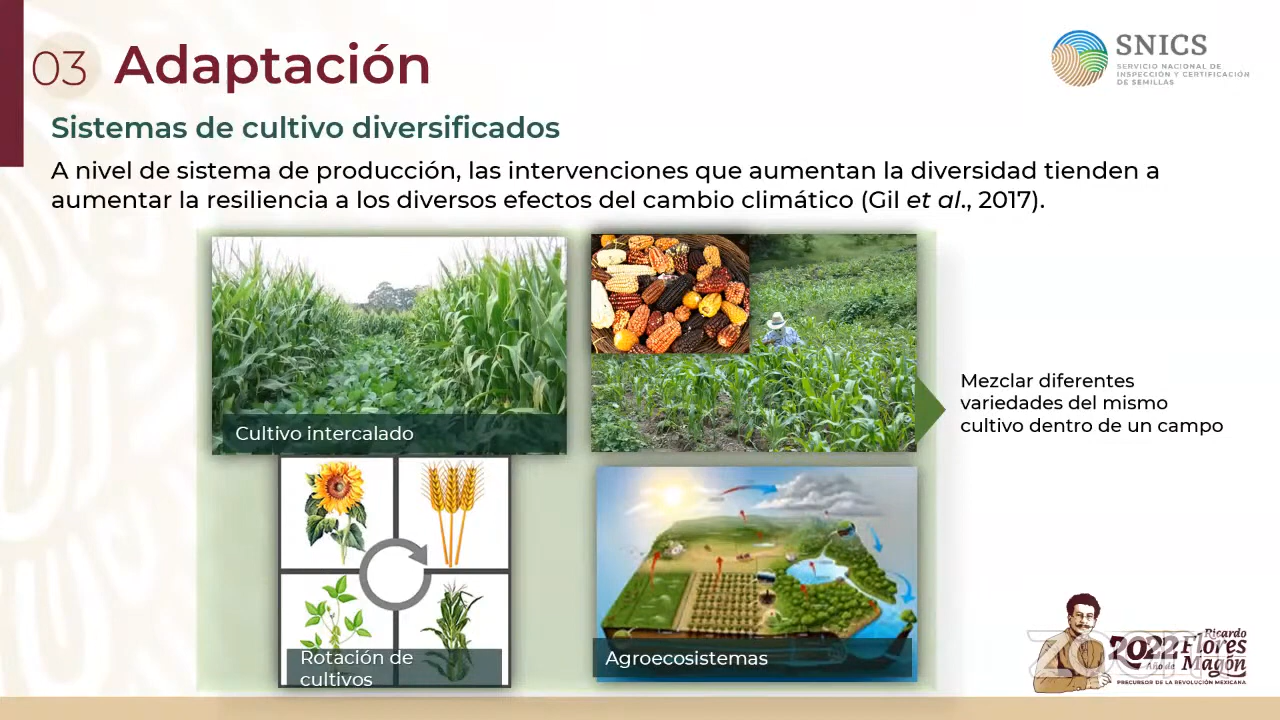 03 Adaptación
SNICS
SERVICIO NACIONAL DE
INSPECCIÓN Y CERTIFICACIÓN
DE SEMILLAS
Sistemas de cultivo diversificados
A nivel de sistema de producción, las intervenciones que aumentan la diversidad tienden a
aumentar la resiliencia a los diversos efectos del cambio climático (Gil et al., 2017).
Cultivo intercalado
Mezclar diferentes
variedades del mismo
cultivo dentro de un campo
Rotación de
cultivos
Agroecosistemas
2022 Ricardo
Flores
Año de Magón
PRECURSOR DE LA REVOLUCIÓN MEXICANA
zoom